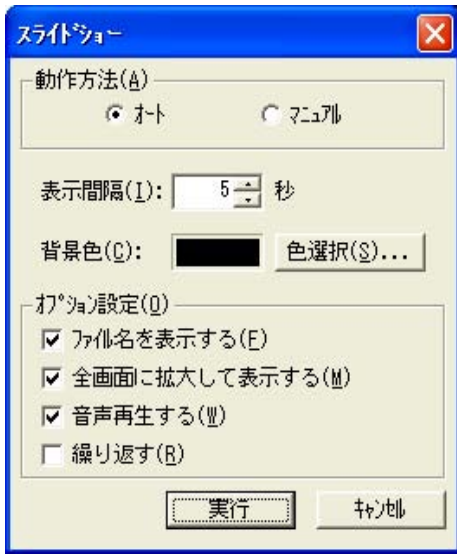 スライドショー
動作方法(A)
オート マニュアル
表示間隔(I): 5 秒
背景色(C): 色選択(S)...
オプション設定(O)
ファイル名を表示する(F)
全画面に拡大して表示する(M)
音声再生する(W)
繰り返す(R)
実行 キャンセル